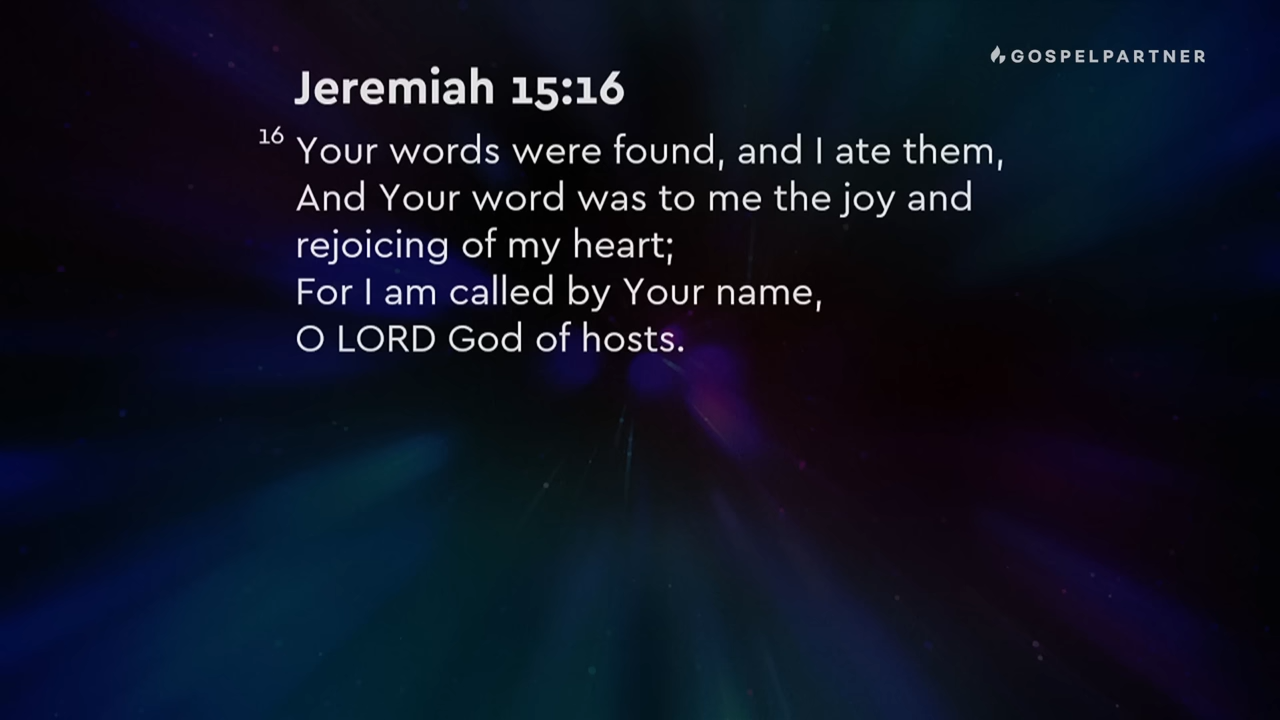 GOSPELPARTNER
Jeremiah 15:16
16 Your words were found, and I ate them,
And Your word was to me the joy and
rejoicing of my heart;
For I am called by Your name,
O LORD God of hosts.